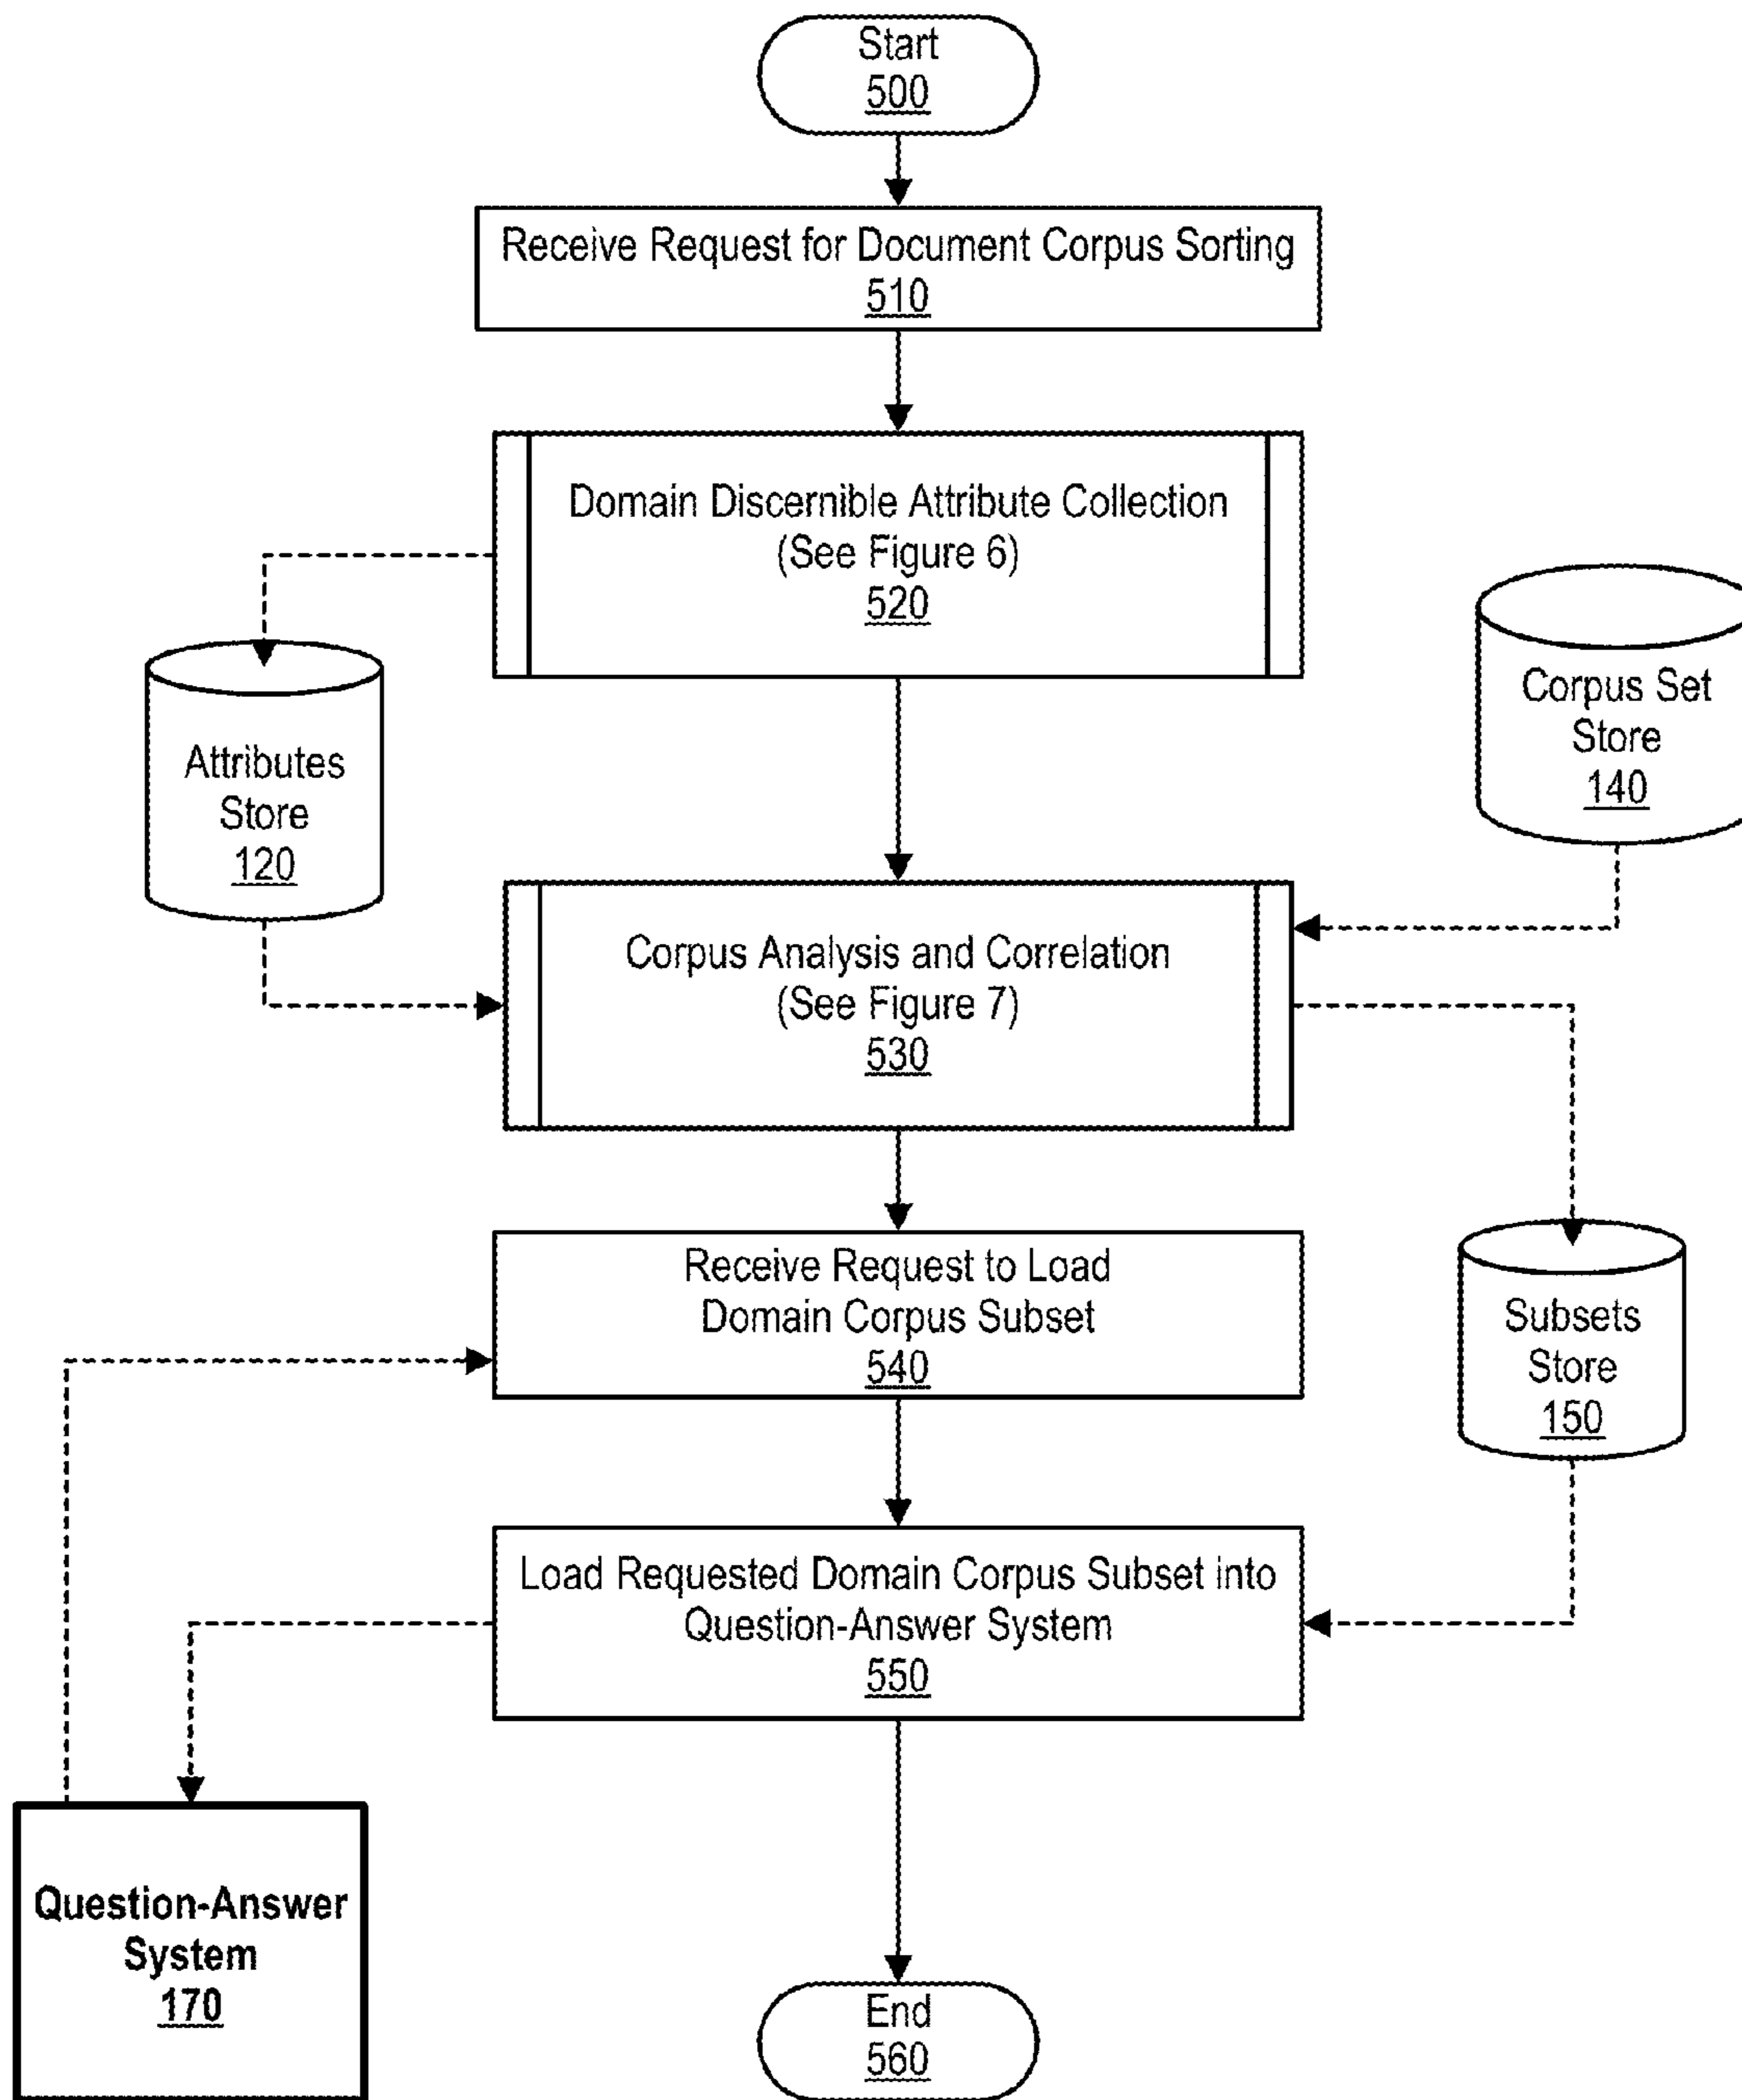 Start
500
Receive Request for Document Corpus Sorting
510
Domain Discernible Attribute Collection
(See Figure 6)
520
Attributes
Store
120
Corpus Set
Store
140
Corpus Analysis and Correlation
(See Figure 7)
530
Receive Request to Load
Domain Corpus Subset
540
Subsets
Store
150
Load Requested Domain Corpus Subset into
Question-Answer System
550
Question-Answer
System
170
End
560